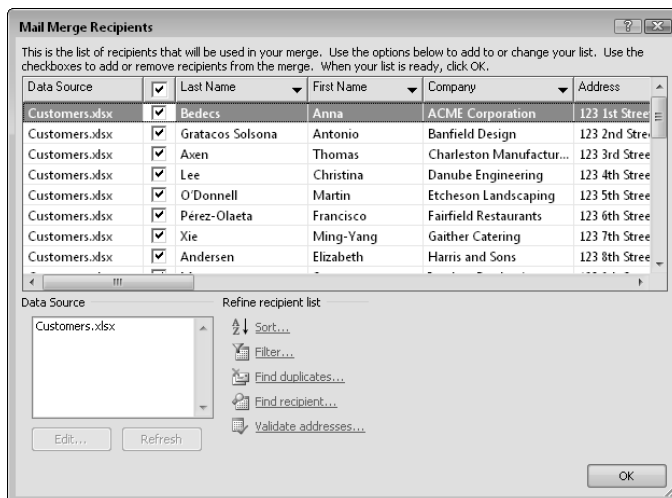 Mail Merge Recipients
This is the list of recipients that will be used in your merge. Use the options below to add to or change your list. Use the
checkboxes to add or remove recipients from the merge. When your list is ready, click OK.
Data Source Last Name First Name Company Address
Customers.xlsx Bedecs Anna ACME Corporation 123 1st Stree
Customers.xlsx Gratacos Solsona Antonio Banfield Design 123 2nd Stree
Customers.xlsx Axen Thomas Charleston Manufactur... 123 3rd Stree
Customers.xlsx Lee Christina Danube Engineering 123 4th Stree
Customers.xlsx O'Donnell Martin Etcheson Landscaping 123 5th Stree
Customers.xlsx Pérez-Olaeta Francisco Fairfield Restaurants 123 6th Stree
Customers.xlsx Xie Ming-Yang Gaither Catering 123 7th Stree
Customers.xlsx Andersen Elizabeth Harris and Sons 123 8th Stree
Data Source
Customers.xlsx
Edit... Refresh
Refine recipient list
Sort...
Filter...
Find duplicates...
Find recipient...
Validate addresses...
OK